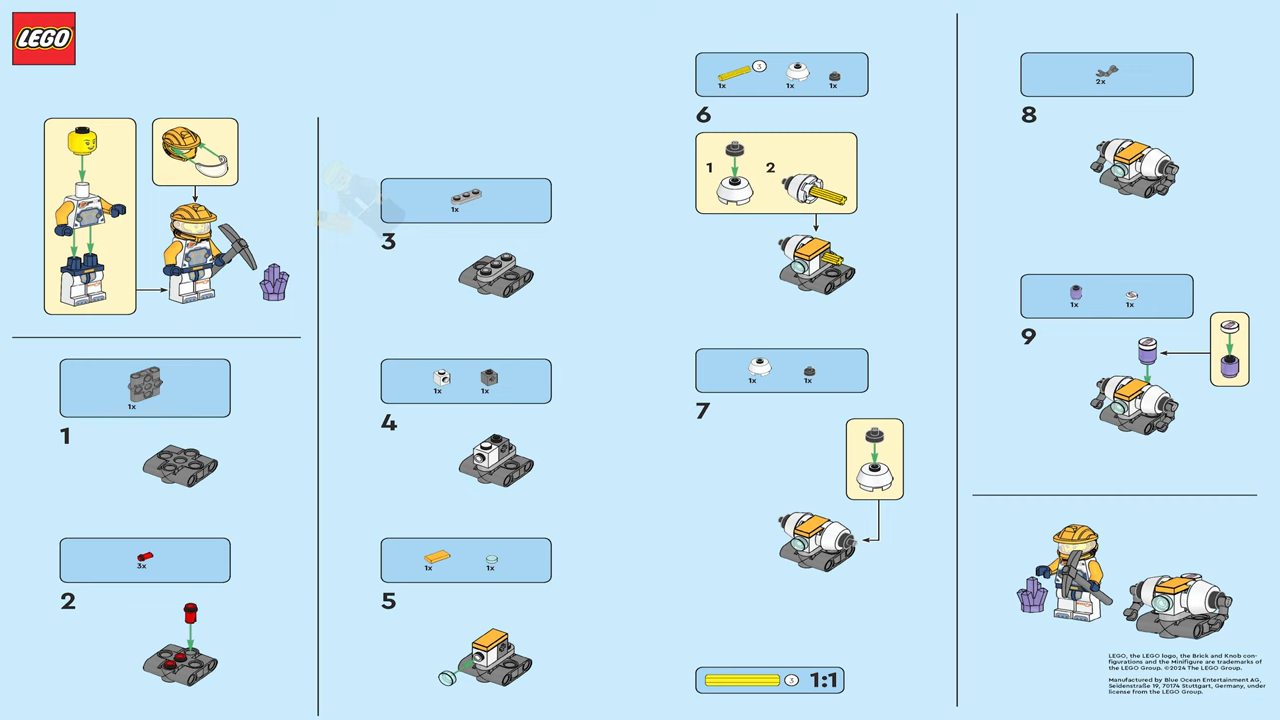 LEGO
1x
1
3x
2
1x
3
1x 1x
4
1x 1x
5
3
1x 1x 1x
6
1 2
1x 1x
7
3 1:1
2x
8
1x 1x
9
LEGO, the LEGO logo, the Brick and Knob con-
figurations and the Minifigure are trademarks of
the LEGO Group. ©2024 The LEGO Group.
Manufactured by Blue Ocean Entertainment AG,
Seidenstraße 19, 70174 Stuttgart, Germany, under
license from the LEGO Group.